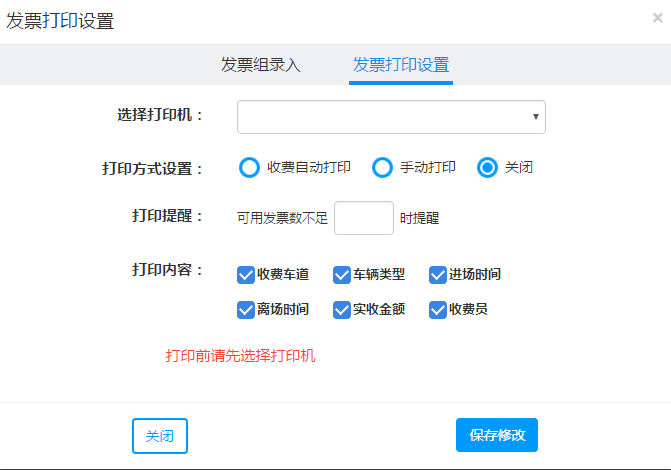 发票打印设置
发票组录入 发票打印设置
选择打印机：
打印方式设置： 收费自动打印 手动打印 关闭
打印提醒： 可用发票数不足 时提醒
打印内容： 收费车道 车辆类型 进场时间
离场时间 实收金额 收费员
打印前请先选择打印机
关闭 保存修改